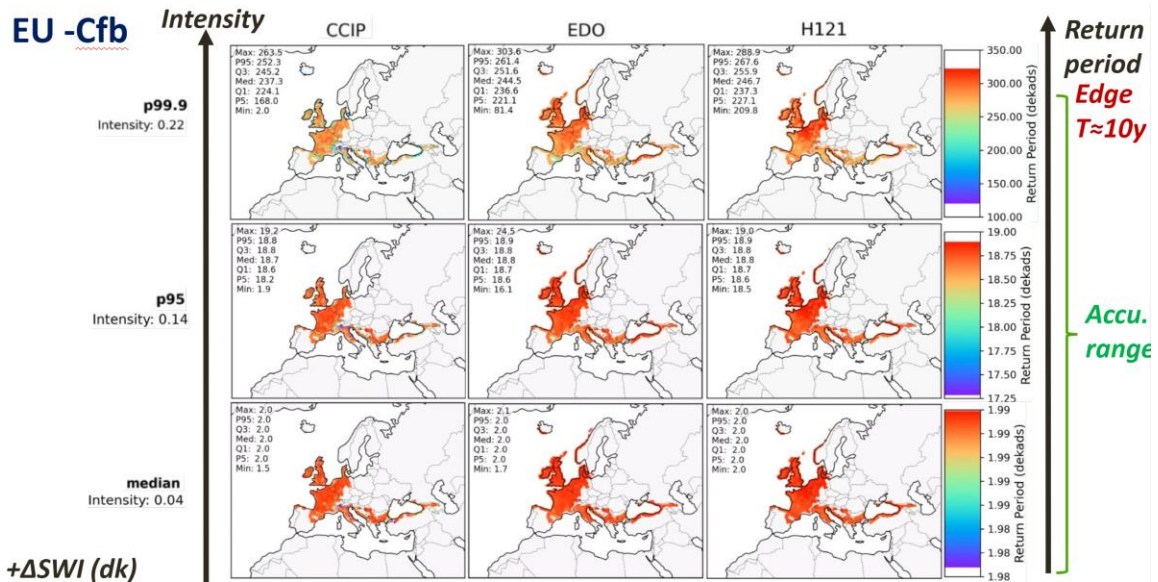 EU -Cfb
Intensity
CCIP
EDO
H121
Return
period
p99.9
Intensity: 0.22
Max: 263.5
P95: 252.3
Q3: 245.2
Med: 237.3
Q1: 224.1
P5: 168.0
Min: 2.0
Max: 303.6
P95: 261.4
Q3: 251.6
Med: 244.5
Q1: 236.6
P5: 221.1
Min: 81.4
Max: 288.9
P95: 267.6
Q3: 255.9
Med: 246.7
Q1: 237.3
P5: 227.1
Min: 209.8
350.00
300.00
250.00
200.00
150.00
100.00
Return Period (dekads)
Edge
T≈10y
p95
Intensity: 0.14
Max: 19.2
P95: 18.8
Q3: 18.8
Med: 18.7
Q1: 18.6
P5: 18.2
Min: 1.9
Max: 24.5
P95: 18.9
Q3: 18.8
Med: 18.8
Q1: 18.7
P5: 18.6
Min: 16.1
Max: 19.0
P95: 18.9
Q3: 18.8
Med: 18.8
Q1: 18.7
P5: 18.6
Min: 18.5
19.00
18.75
18.50
18.25
18.00
17.75
17.50
17.25
Return Period (dekads)
Accu.
range
median
Intensity: 0.04
Max: 2.0
P95: 2.0
Q3: 2.0
Med: 2.0
Q1: 2.0
P5: 2.0
Min: 1.5
Max: 2.1
P95: 2.0
Q3: 2.0
Med: 2.0
Q1: 2.0
P5: 2.0
Min: 1.7
Max: 2.0
P95: 2.0
Q3: 2.0
Med: 2.0
Q1: 2.0
P5: 2.0
Min: 2.0
1.99
1.99
1.99
1.99
1.99
1.98
1.98
1.98
Return Period (dekads)
+ΔSWI (dk)